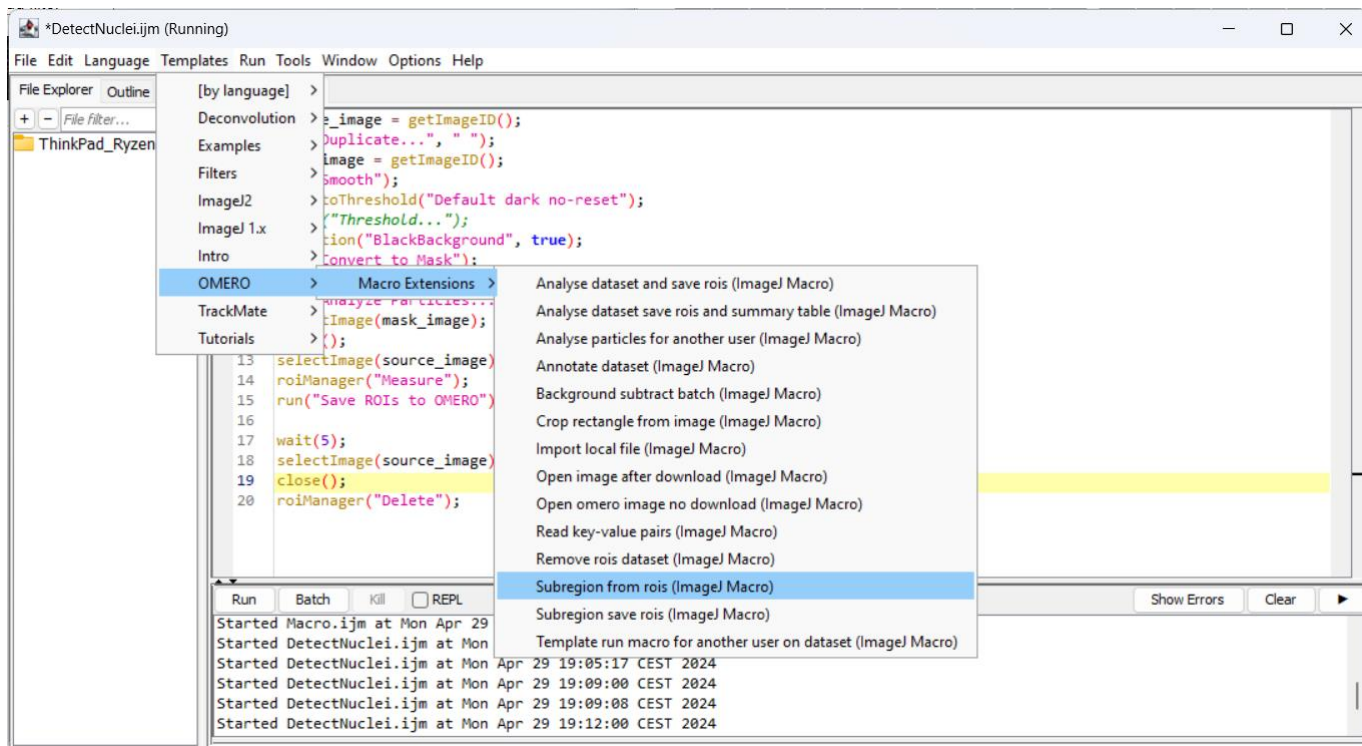 *DetectNuclei.ijm (Running)
File Edit Language Templates Run Tools Window Options Help
File Explorer Outline
+ - File filter...
ThinkPad_Ryzen
[by language] >
Deconvolution >
Examples >
Filters >
ImageJ2 >
ImageJ 1.x >
Intro >
OMERO >
TrackMate >
Tutorials >
Macro Extensions >
Analyse dataset and save rois (ImageJ Macro)
Analyse dataset save rois and summary table (ImageJ Macro)
Analyse particles for another user (ImageJ Macro)
Annotate dataset (ImageJ Macro)
Background subtract batch (ImageJ Macro)
Crop rectangle from image (ImageJ Macro)
Import local file (ImageJ Macro)
Open image after download (ImageJ Macro)
Open omero image no download (ImageJ Macro)
Read key-value pairs (ImageJ Macro)
Remove rois dataset (ImageJ Macro)
Subregion from rois (ImageJ Macro)
Subregion save rois (ImageJ Macro)
Template run macro for another user on dataset (ImageJ Macro)
e_image = getImageID();
Duplicate...", " ");
image = getImageID();
Smooth");
toThreshold("Default dark no-reset");
("Threshold...");
tion("BlackBackground", true);
Convert to Mask");
Analyze Particles...
tImage(mask_image);
();
13 selectImage(source_image)
14 roiManager("Measure");
15 run("Save ROIs to OMERO")
16
17 wait(5);
18 selectImage(source_image)
19 close();
20 roiManager("Delete");
Run Batch Kill REPL Show Errors Clear
Started Macro.ijm at Mon Apr 29
Started DetectNuclei.ijm at Mon
Started DetectNuclei.ijm at Mon Apr 29 19:05:17 CEST 2024
Started DetectNuclei.ijm at Mon Apr 29 19:09:00 CEST 2024
Started DetectNuclei.ijm at Mon Apr 29 19:09:08 CEST 2024
Started DetectNuclei.ijm at Mon Apr 29 19:12:00 CEST 2024